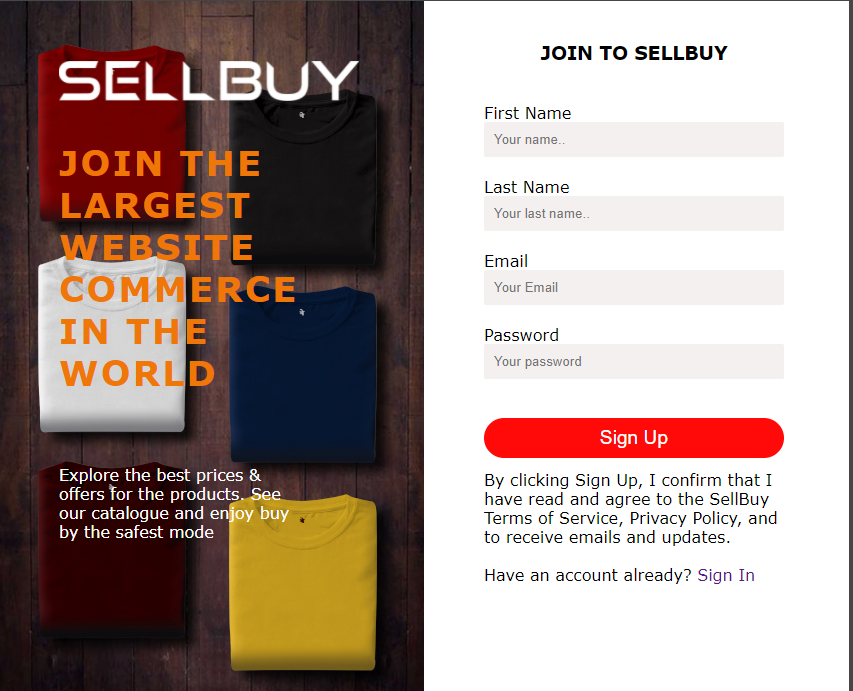 SELLBUY
JOIN THE
LARGEST
WEBSITE
COMMERCE
IN THE
WORLD
Explore the best prices &
offers for the products. See
our catalogue and enjoy buy
by the safest mode
JOIN TO SELLBUY
First Name
Your name..
Last Name
Your last name..
Email
Your Email
Password
Your password
Sign Up
By clicking Sign Up, I confirm that I
have read and agree to the SellBuy
Terms of Service, Privacy Policy, and
to receive emails and updates.
Have an account already? Sign In